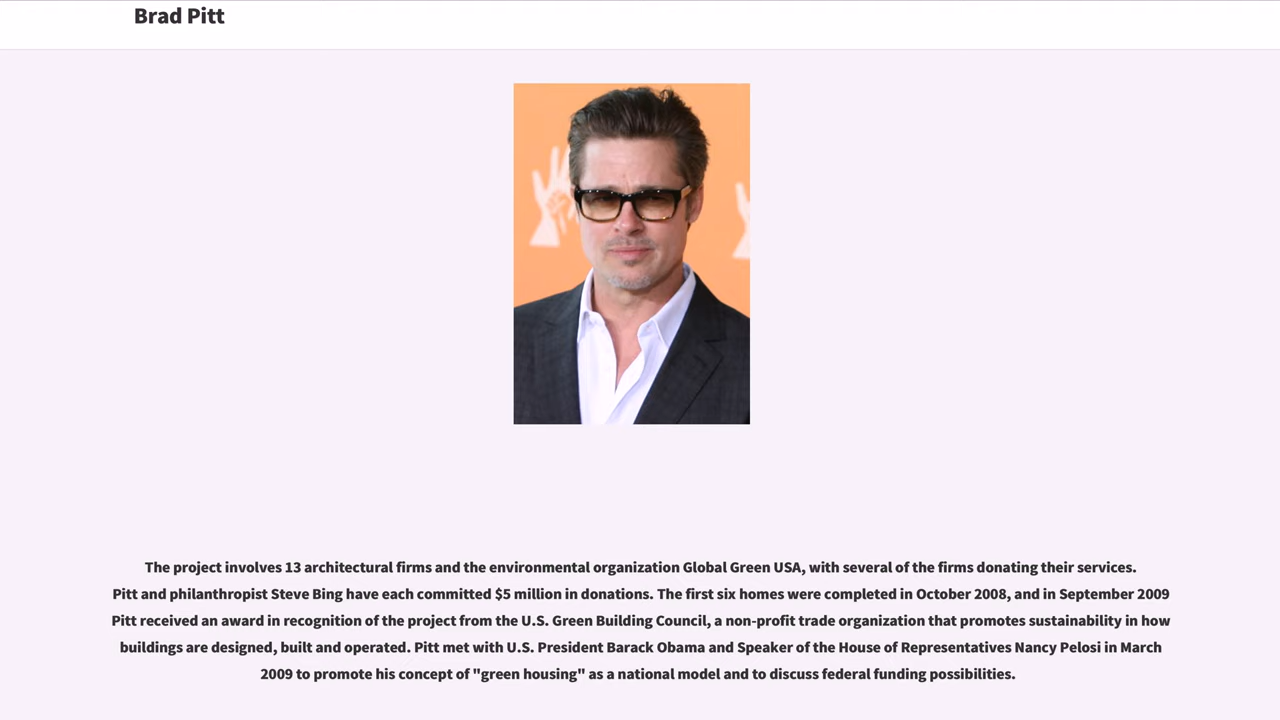 Brad Pitt
The project involves 13 architectural firms and the environmental organization Global Green USA, with several of the firms donating their services.
Pitt and philanthropist Steve Bing have each committed $5 million in donations. The first six homes were completed in October 2008, and in September 2009
Pitt received an award in recognition of the project from the U.S. Green Building Council, a non-profit trade organization that promotes sustainability in how
buildings are designed, built and operated. Pitt met with U.S. President Barack Obama and Speaker of the House of Representatives Nancy Pelosi in March
2009 to promote his concept of "green housing" as a national model and to discuss federal funding possibilities.